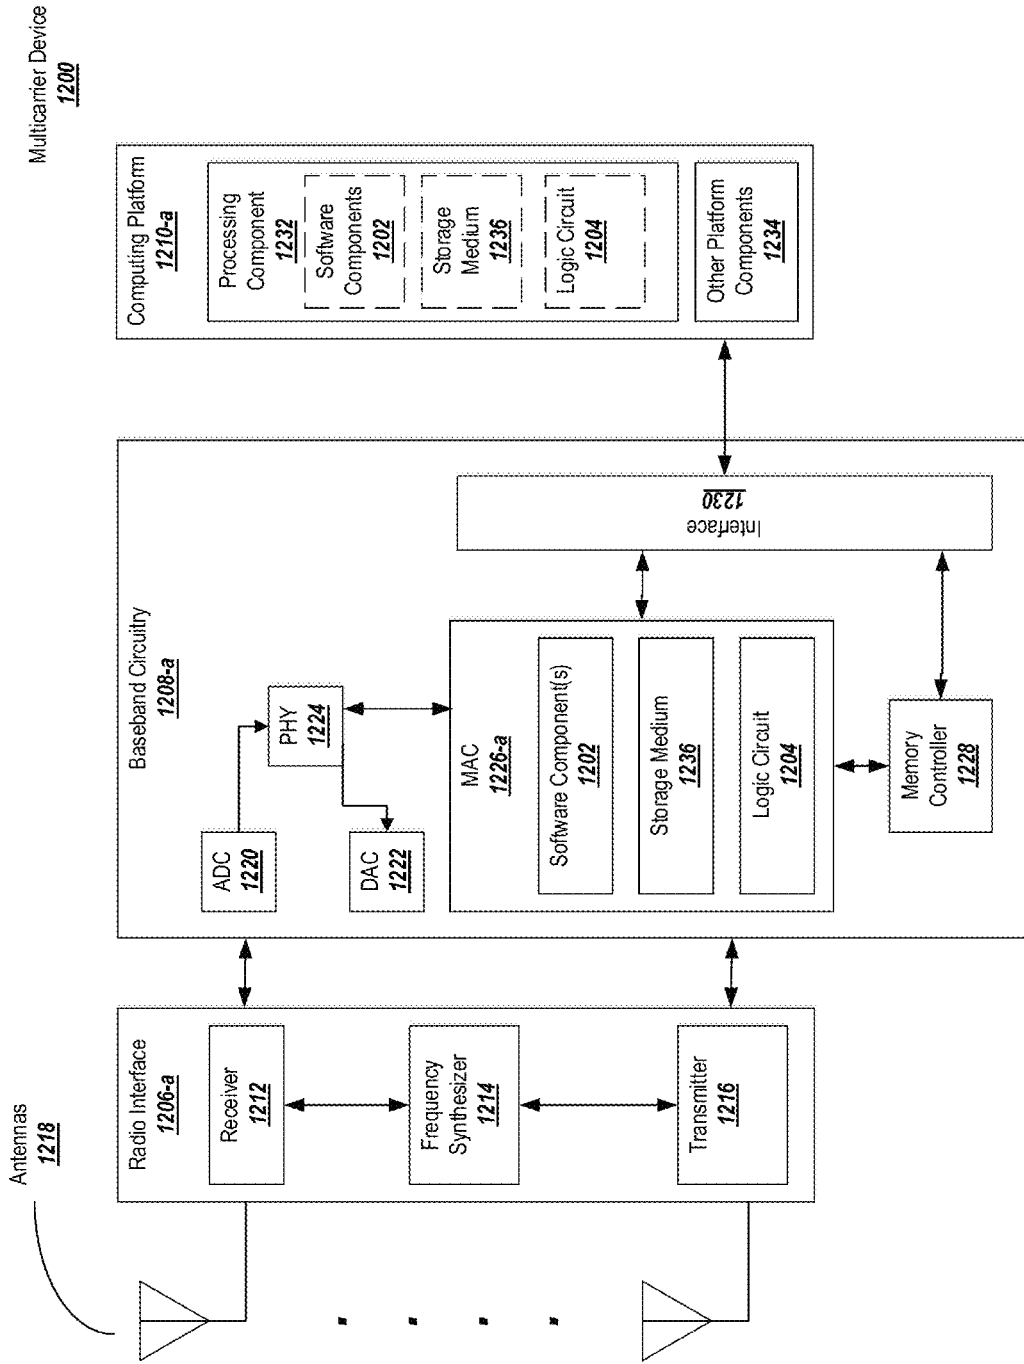 Multicarrier Device
1200
Antennas
1218
Radio Interface
1206-a
Receiver
1212
Frequency
Synthesizer
1214
Transmitter
1216
Baseband Circuitry
1208-a
ADC
1220
PHY
1224
DAC
1222
MAC
1226-a
Software Component(s)
1202
Storage Medium
1236
Logic Circuit
1204
Memory
Controller
1228
Interface
1230
Computing Platform
1210-a
Processing
Component
1232
Software
Components
1202
Storage
Medium
1236
Logic Circuit
1204
Other Platform
Components
1234